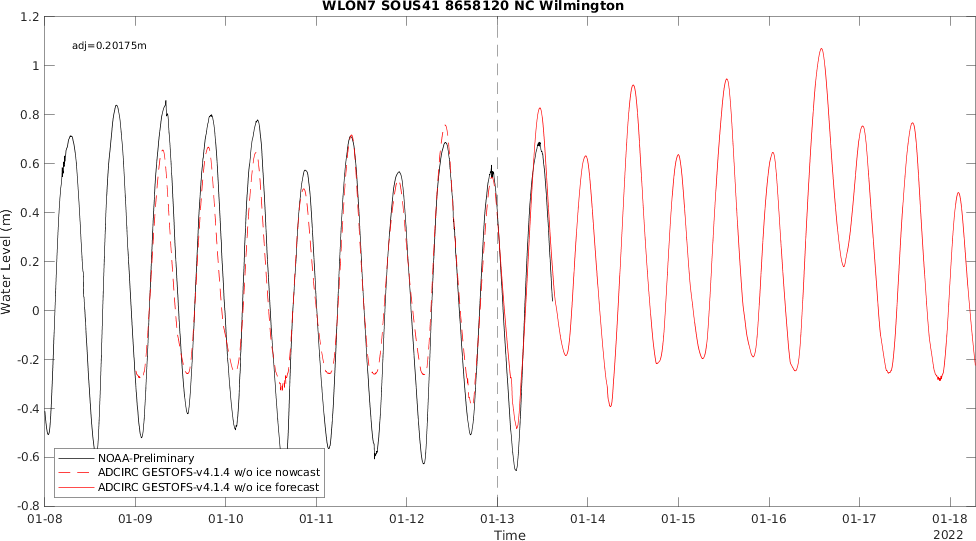 WLON7 SOUS41 8658120 NC Wilmington
adj=0.20175m
1.2
1
0.8
0.6
0.4
0.2
0
-0.2
-0.4
-0.6
-0.8
Water Level (m)
NOAA-Preliminary
ADCIRC GESTOFS-v4.1.4 w/o ice nowcast
ADCIRC GESTOFS-v4.1.4 w/o ice forecast
01-08 01-09 01-10 01-11 01-12 01-13 01-14 01-15 01-16 01-17 01-18
Time
2022